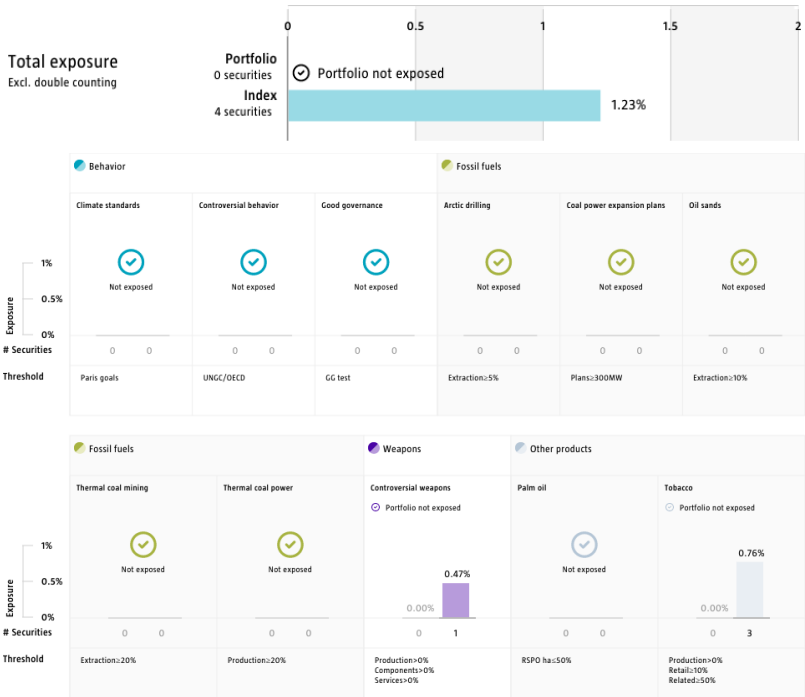 0 0.5 1 1.5 2
Total exposure
Excl. double counting
Portfolio
0 securities
Portfolio not exposed
Index
4 securities
1.23%
Behavior Fossil fuels
Climate standards Controversial behavior Good governance Arctic drilling Coal power expansion plans Oil sands
Not exposed Not exposed Not exposed Not exposed Not exposed Not exposed
Exposure
1%
0.5%
0%
# Securities 0 0 0 0 0 0 0 0 0 0 0 0
Threshold Paris goals UNGC/OECD GG test Extraction≥5% Plans≥300MW Extraction≥10%
Fossil fuels Weapons Other products
Thermal coal mining Thermal coal power Controversial weapons Palm oil Tobacco
Portfolio not exposed Portfolio not exposed
Not exposed Not exposed Not exposed
0.00% 0.47% 0.00% 0.76%
Exposure
1%
0.5%
0%
# Securities 0 0 0 0 0 1 0 0 0 3
Threshold Extraction≥20% Production≥20% Production>0% RSPO ha≤50% Production>0%
Components>0% Retail≥10%
Services>0% Related≥50%